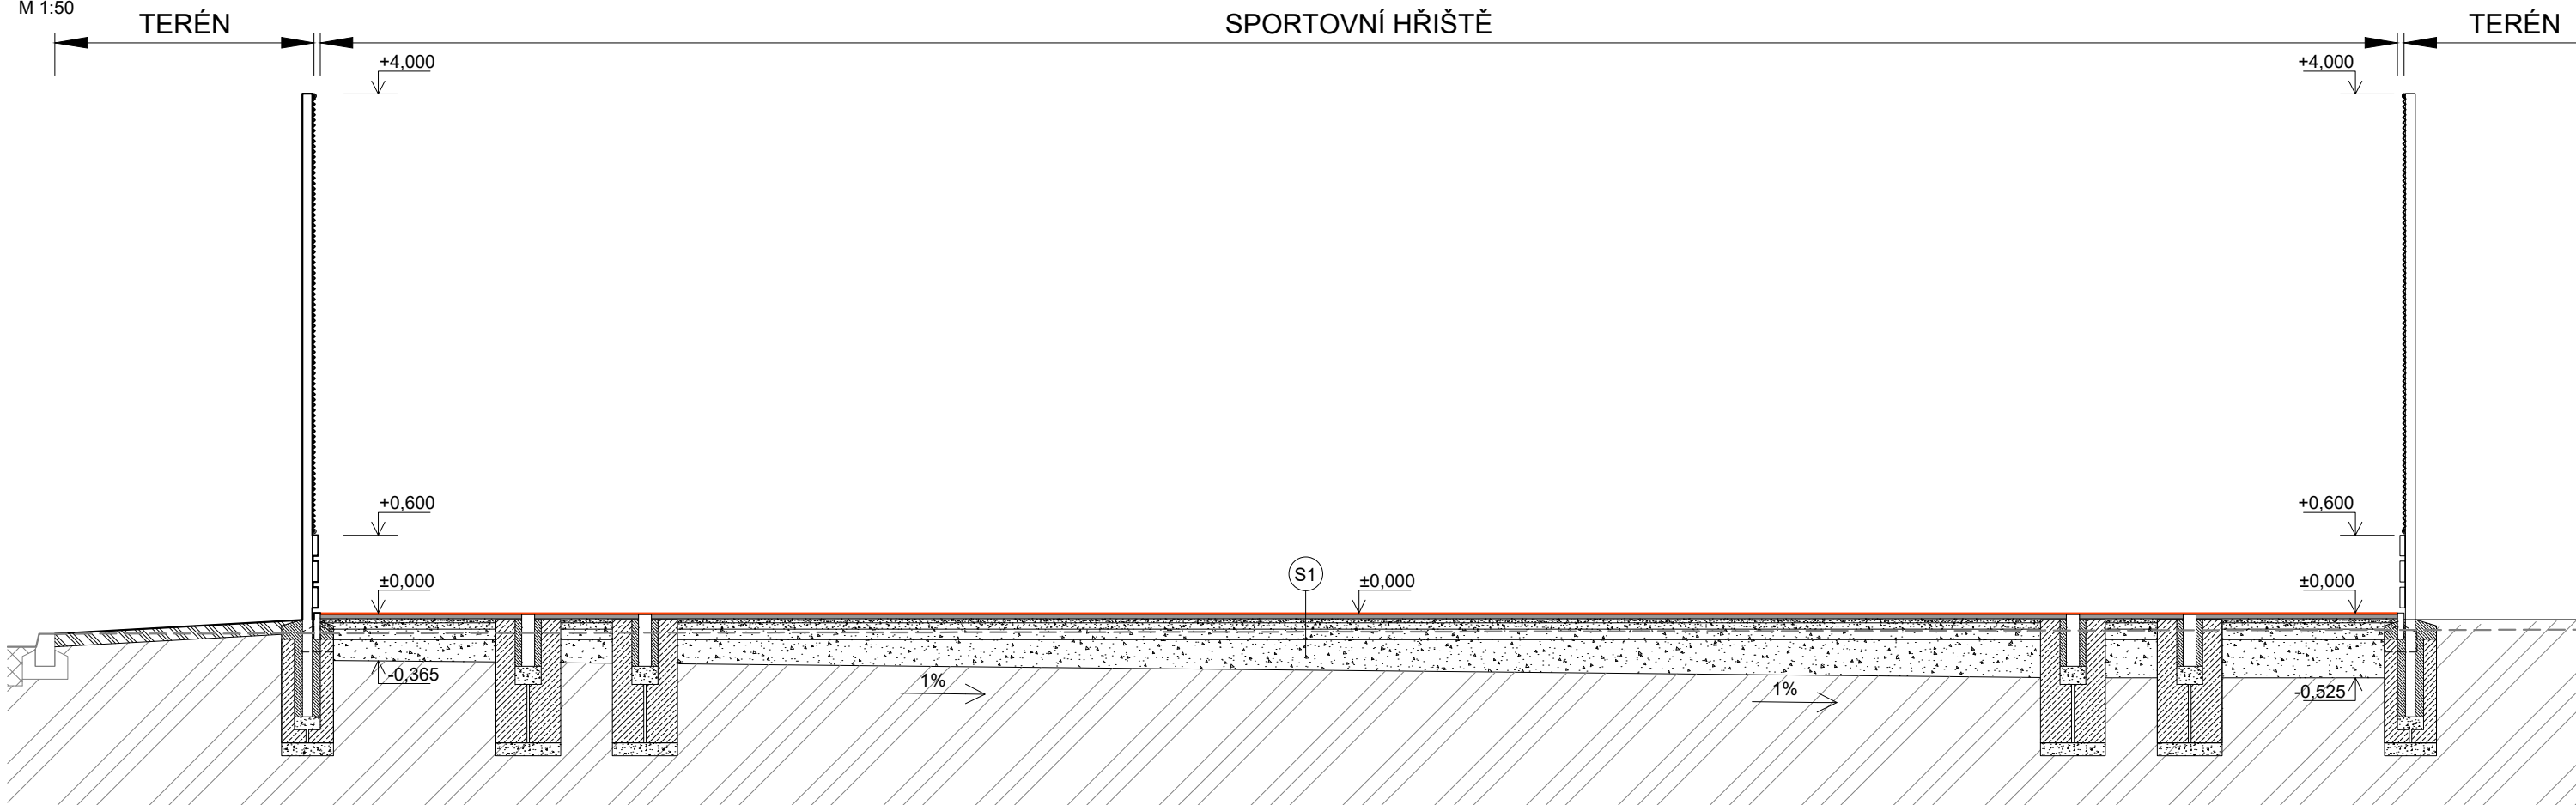 M 1:50
TERÉN
SPORTOVNÍ HŘIŠTĚ
TERÉN
+4,000
+4,000
+0,600
+0,600
±0,000
S1
±0,000
±0,000
-0,365
1%
1%
-0,525